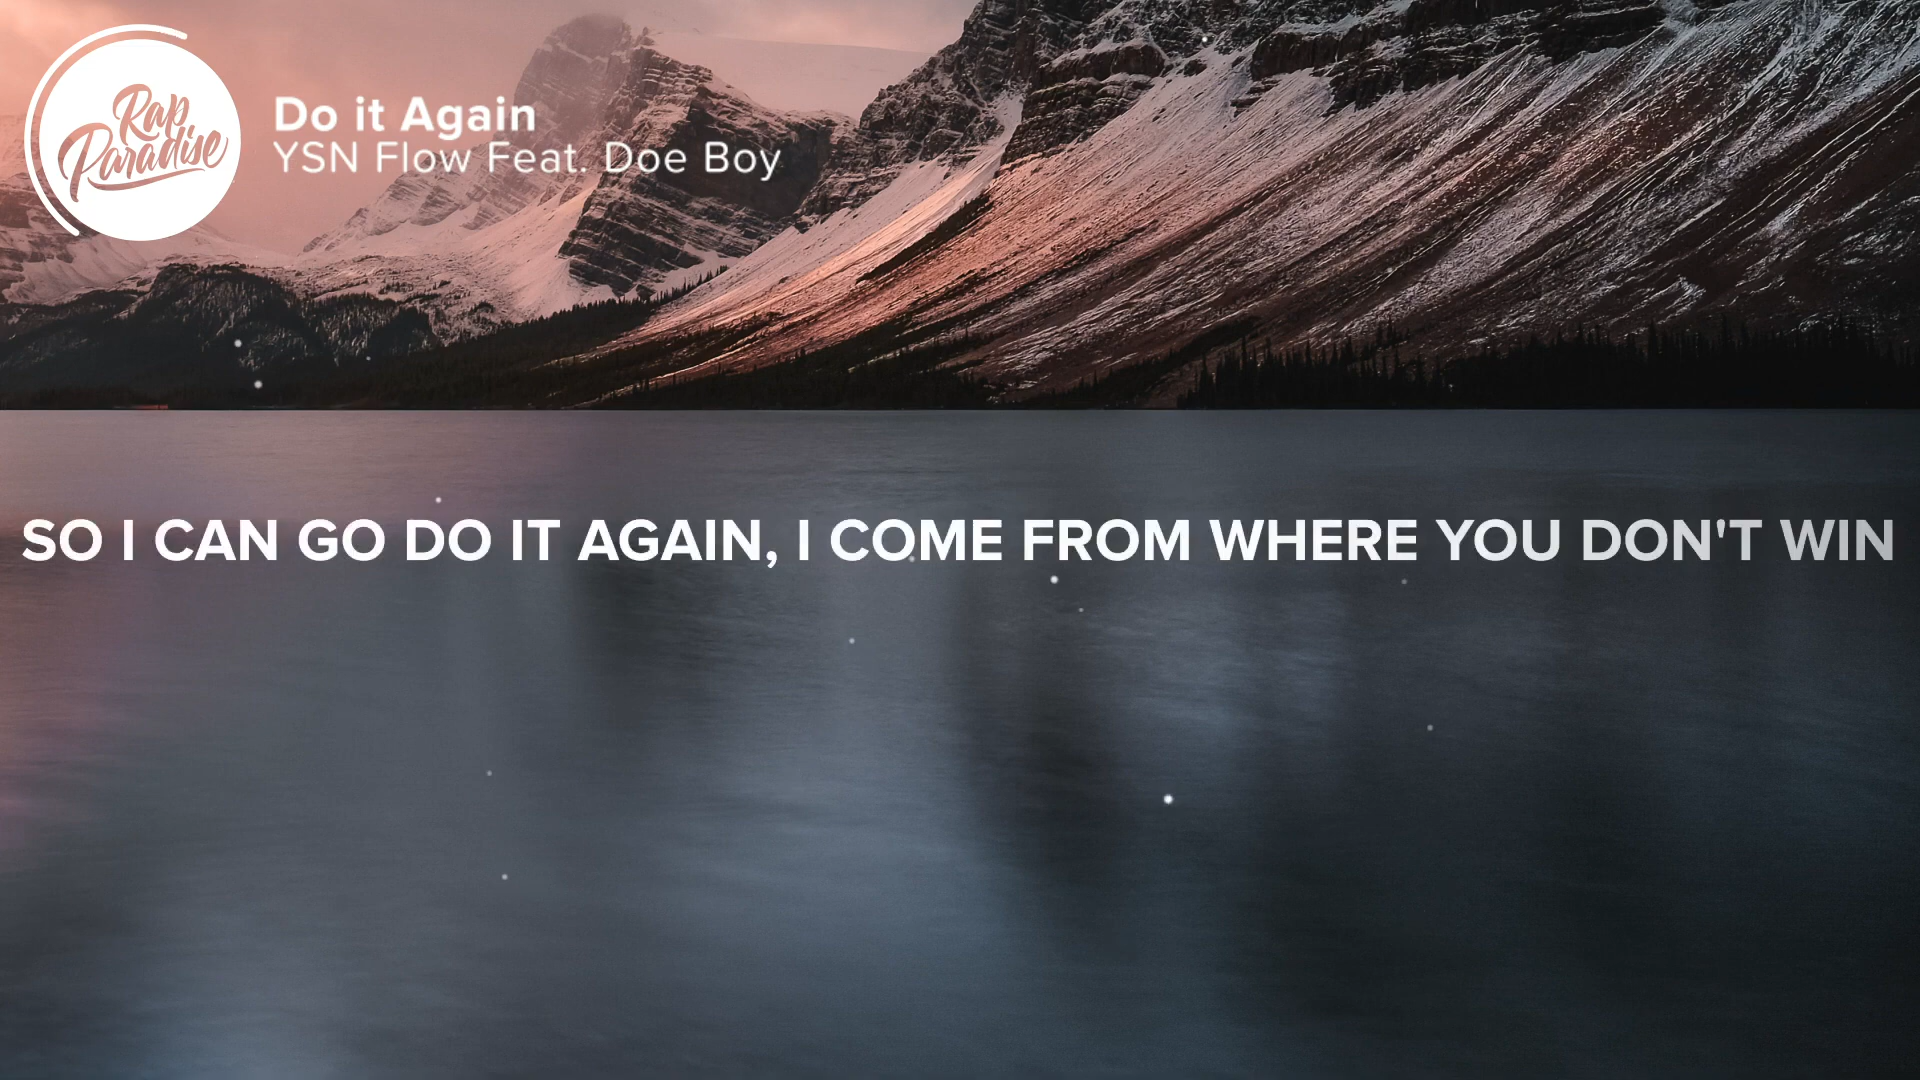 Rap
Paradise
Do it Again
YSN Flow Feat. Doe Boy
SO I CAN GO DO IT AGAIN, I COME FROM WHERE YOU DON'T WIN